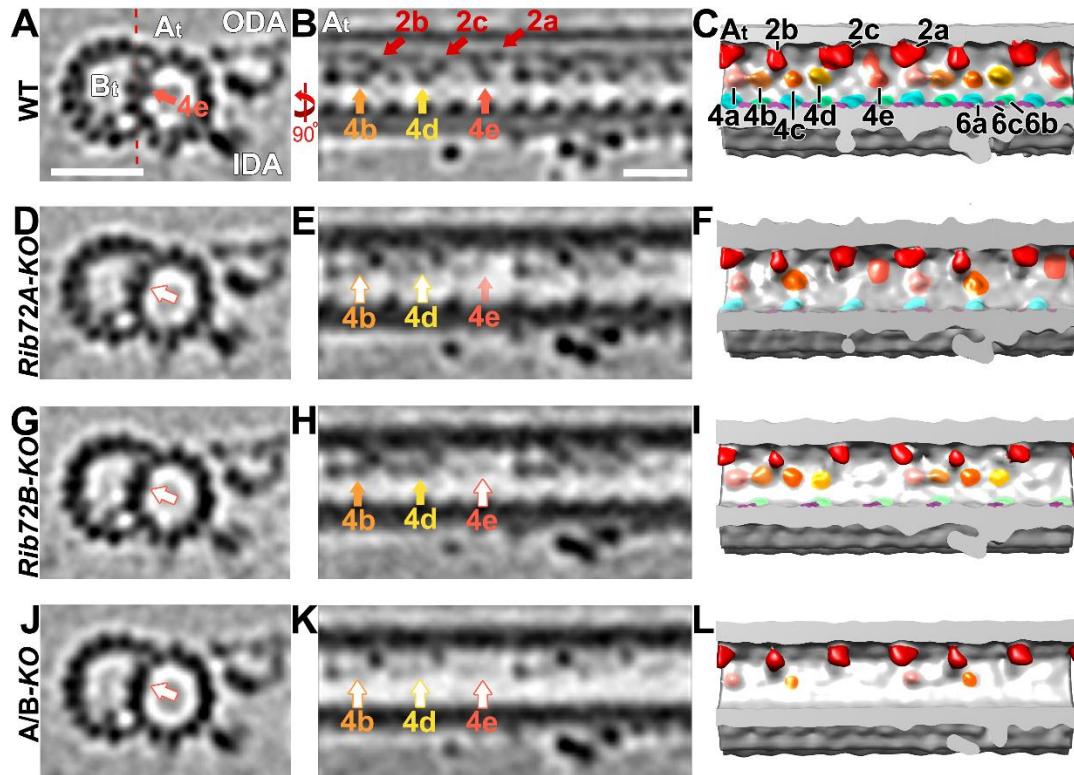 A At ODA B At 2b 2c 2a C At 2b 2c 2a
WT Bt 4e 90° 4b 4d 4e 4a 4b 4c 4d 4e 6a 6c 6b
IDA
D E F
Rib72A-KO 4b 4d 4e
G H I
Rib72B-KO 4b 4d 4e
J K L
A/B-KO 4b 4d 4e